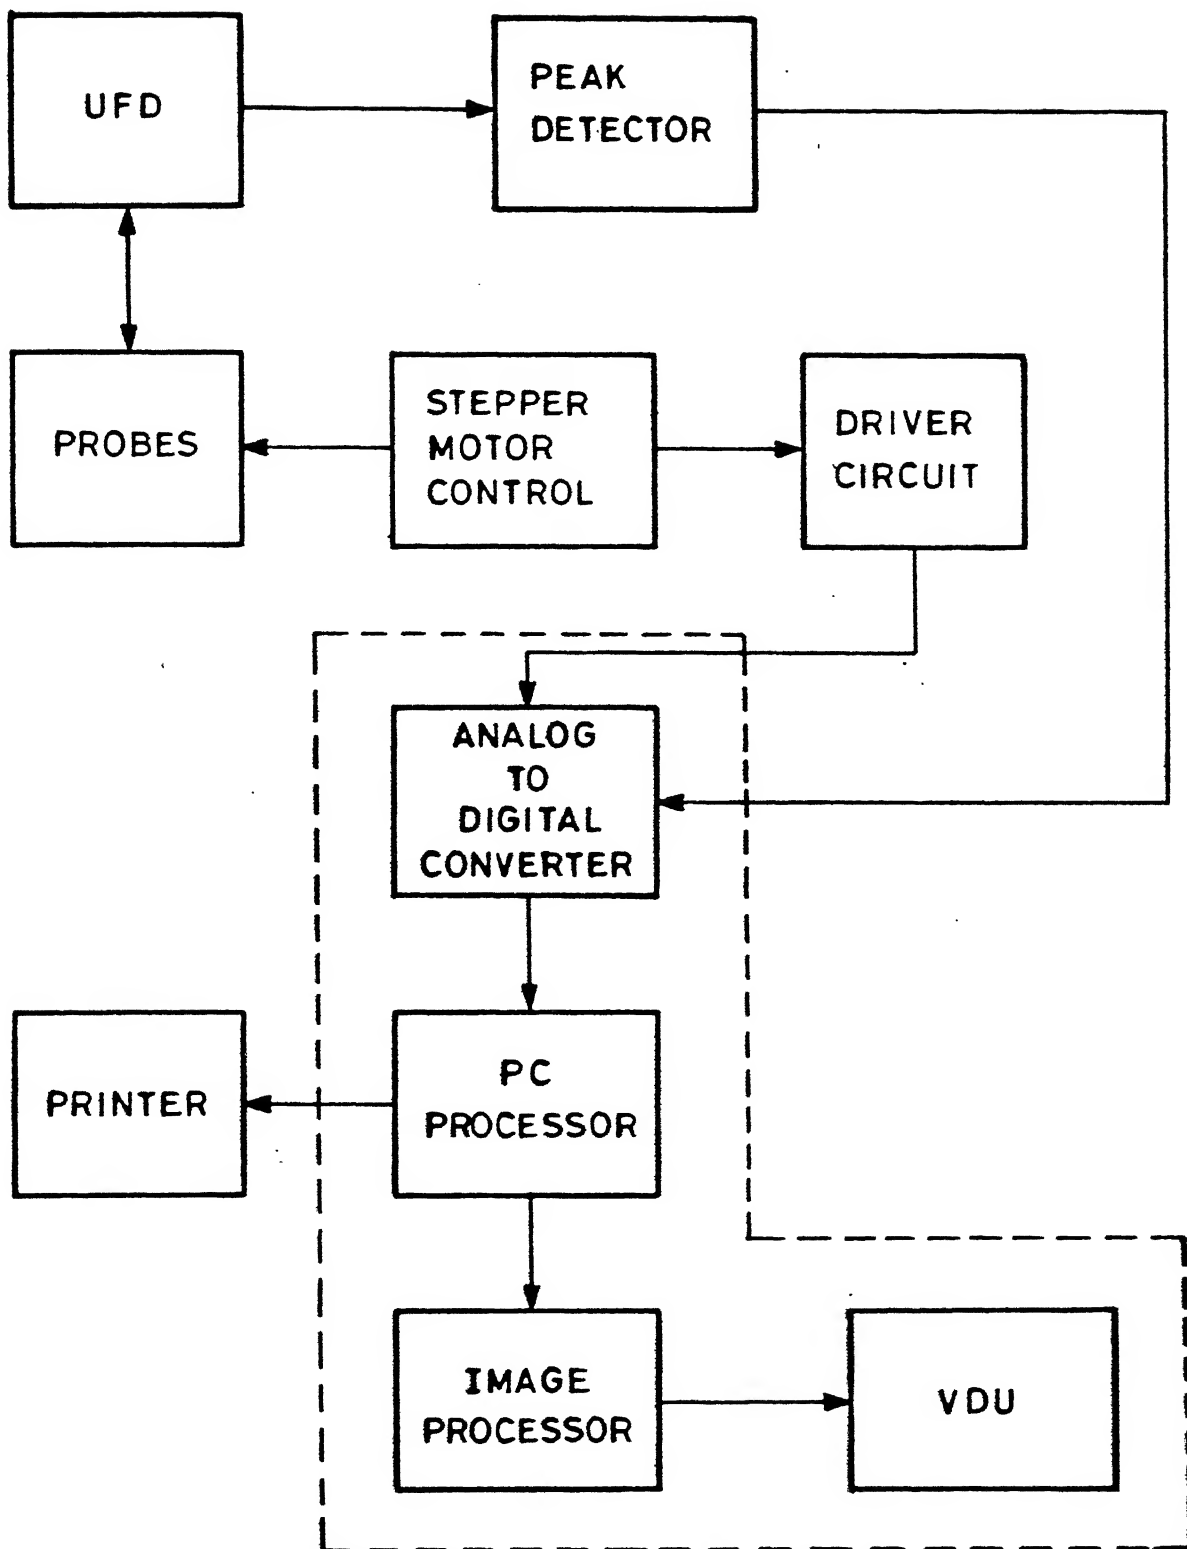 UFD
PEAK
DETECTOR
PROBES
STEPPER
MOTOR
CONTROL
DRIVER
CIRCUIT
ANALOG
TO
DIGITAL
CONVERTER
PRINTER
PC
PROCESSOR
IMAGE
PROCESSOR
VDU